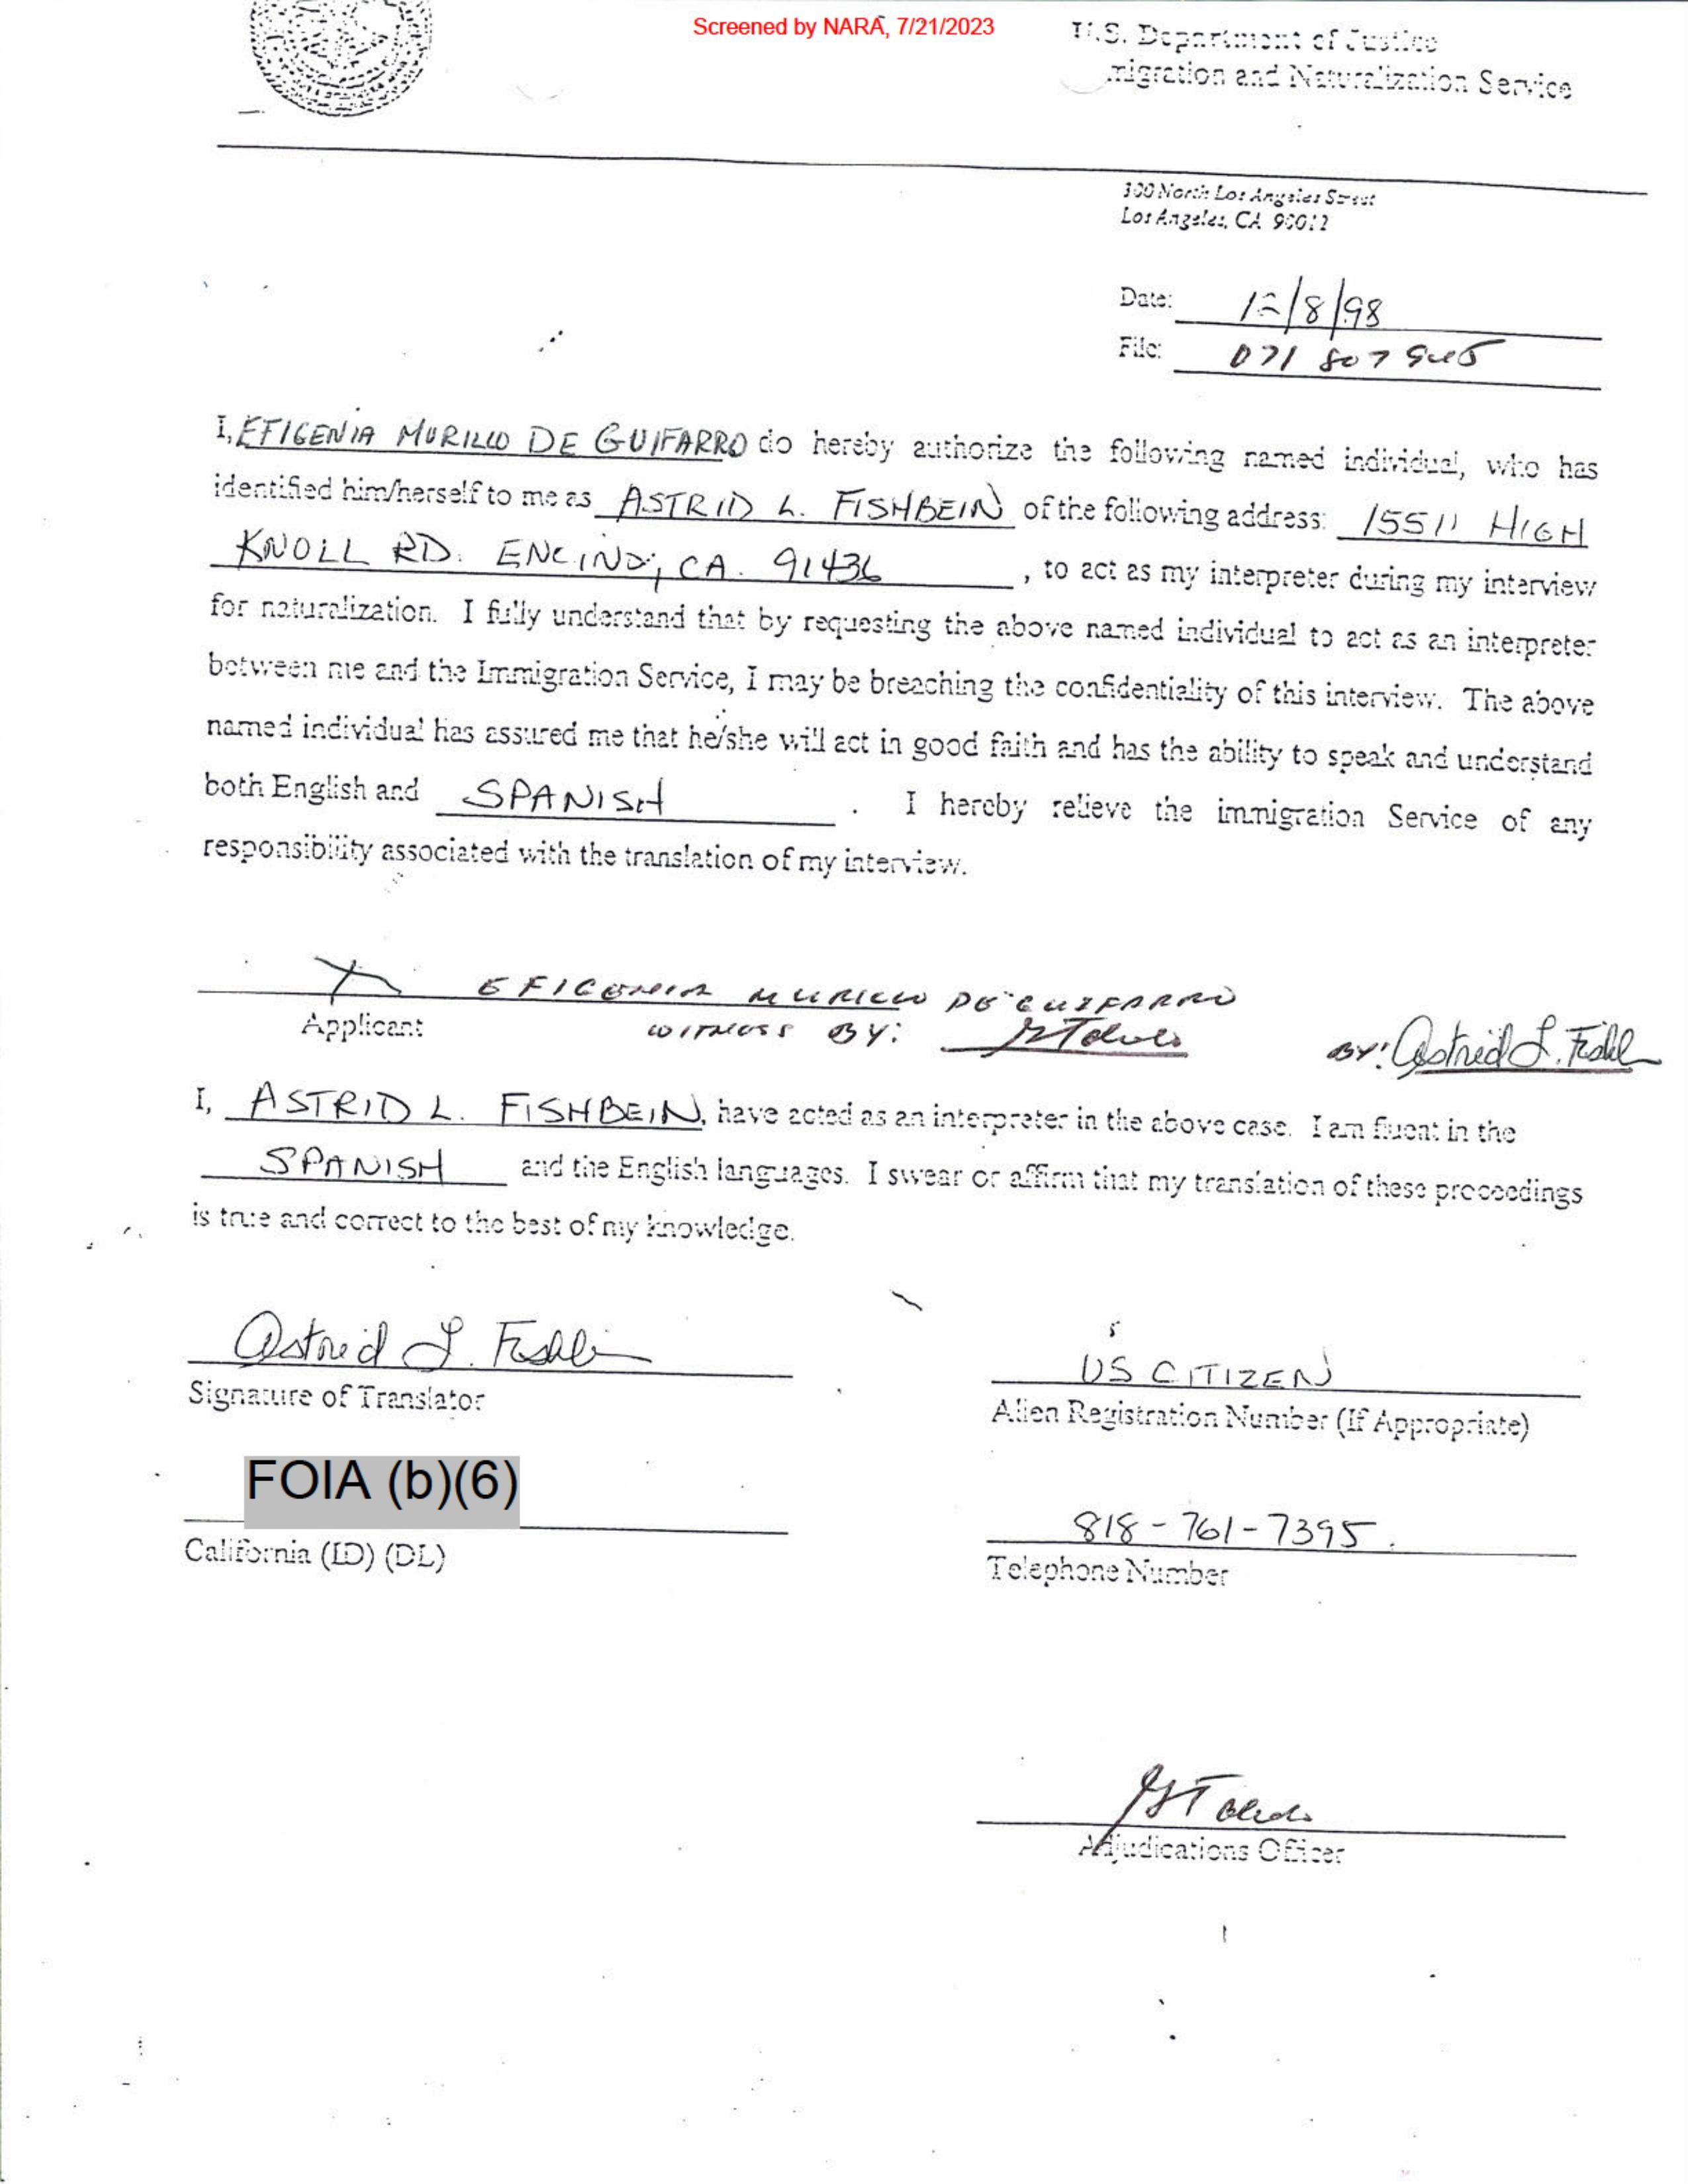 Screened by NARA, 7/21/2023
U.S. Department of Justice
migration and Naturalization Service
300 North Los Angeles Street
Los Angeles, CA 90012
Date: 12/8/98
File: 071 807 945
I, EFIGENIA MURILLO DE GUIFARRO do hereby authorize the following named individual, who has
identified him/herself to me as ASTRID L. FISHBEIN of the following address: 15511 HIGH
KNOLL RD. ENCINO, CA. 91436, to act as my interpreter during my interview
for naturalization. I fully understand that by requesting the above named individual to act as an interpreter
between me and the Immigration Service, I may be breaching the confidentiality of this interview. The above
named individual has assured me that he/she will act in good faith and has the ability to speak and understand
both English and SPANISH. I hereby relieve the immigration Service of any
responsibility associated with the translation of my interview.
X EFIGENIA MURILLO DE GUIFARRO
Applicant WITNESS BY: BY: Astrid L.
I, ASTRID L. FISHBEIN, have acted as an interpreter in the above case. I am fluent in the
SPANISH and the English languages. I swear or affirm that my translation of these proceedings
is true and correct to the best of my knowledge.
Astrid L.
Signature of Translator
US CITIZEN
Alien Registration Number (If Appropriate)
FOIA (b)(6)
California (ID) (DL)
818-761-7395.
Telephone Number
Adjudications Officer